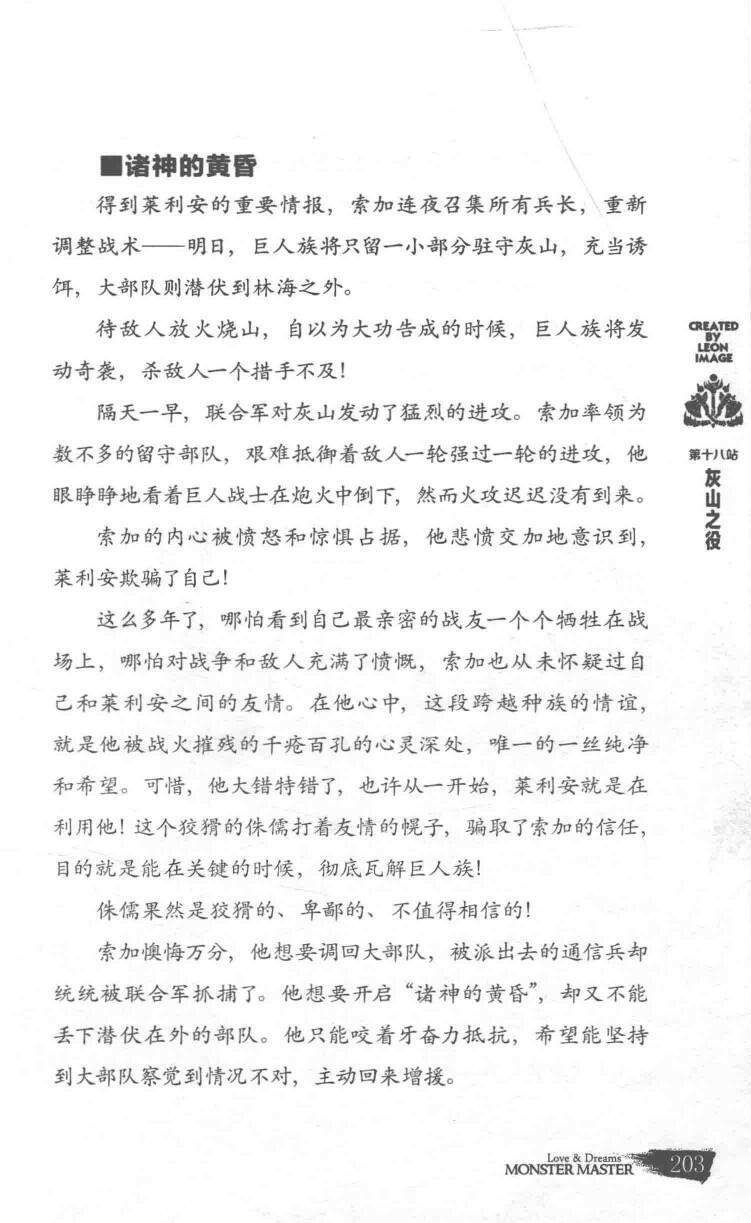 ■诸神的黄昏
得到莱利安的重要情报，索加连夜召集所有兵长，重新
调整战术——明日，巨人族将只留一小部分驻守灰山，充当诱
饵，大部队则潜伏到林海之外。
待敌人放火烧山，自以为大功告成的时候，巨人族将发
动奇袭，杀敌人一个措手不及！
隔天一早，联合军对灰山发动了猛烈的进攻。索加率领为
数不多的留守部队，艰难抵御着敌人一轮强过一轮的进攻，他
眼睁睁地看着巨人战士在炮火中倒下，然而火攻迟迟没有到来。
索加的内心被愤怒和惊惧占据，他悲愤交加地意识到，
莱利安欺骗了自己！
这么多年了，哪怕看到自己最亲密的战友一个个牺牲在战
场上，哪怕对战争和敌人充满了愤慨，索加也从未怀疑过自
己和莱利安之间的友情。在他心中，这段跨越种族的情谊，
就是他被战火摧残的千疮百孔的心灵深处，唯一的一丝纯净
和希望。可惜，他大错特错了，也许从一开始，莱利安就是在
利用他！这个狡猾的侏儒打着友情的幌子，骗取了索加的信任，
目的就是能在关键的时候，彻底瓦解巨人族！
侏儒果然是狡猾的、卑鄙的、不值得相信的！
索加懊悔万分，他想要调回大部队，被派出去的通信兵却
统统被联合军抓捕了。他想要开启“诸神的黄昏”，却又不能
丢下潜伏在外的部队。他只能咬着牙奋力抵抗，希望能坚持
到大部队察觉到情况不对，主动回来增援。
CREATED
BY
LEON
IMAGE
第十八站
灰山之役
Love & Dreams
MONSTER MASTER 203